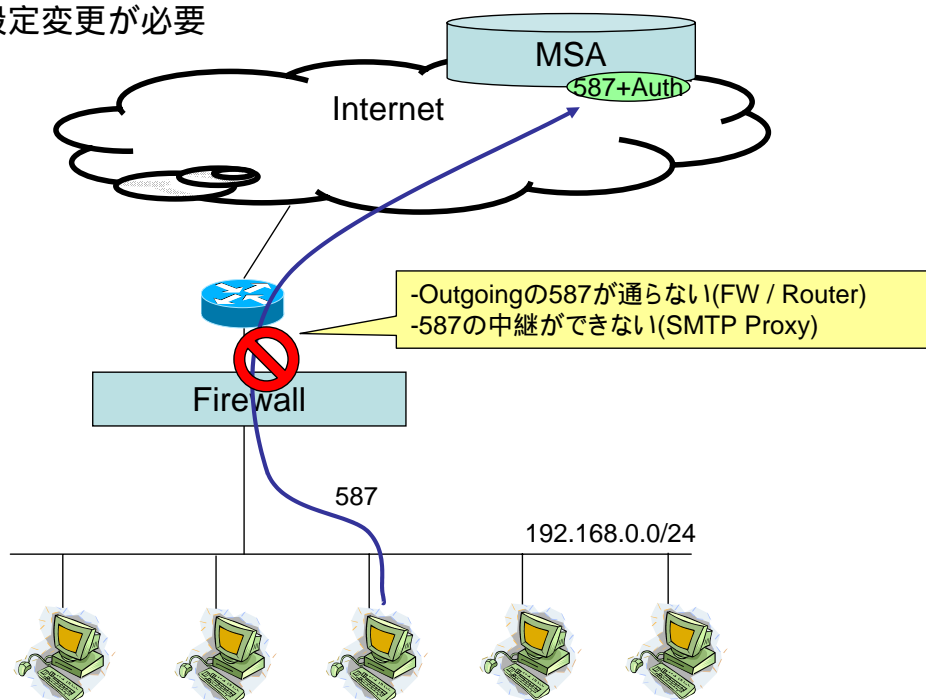 設定変更が必要
MSA
587+Auth
Internet
-Outgoingの587が通らない(FW / Router)
-587の中継ができない(SMTP Proxy)
Firewall
587
192.168.0.0/24